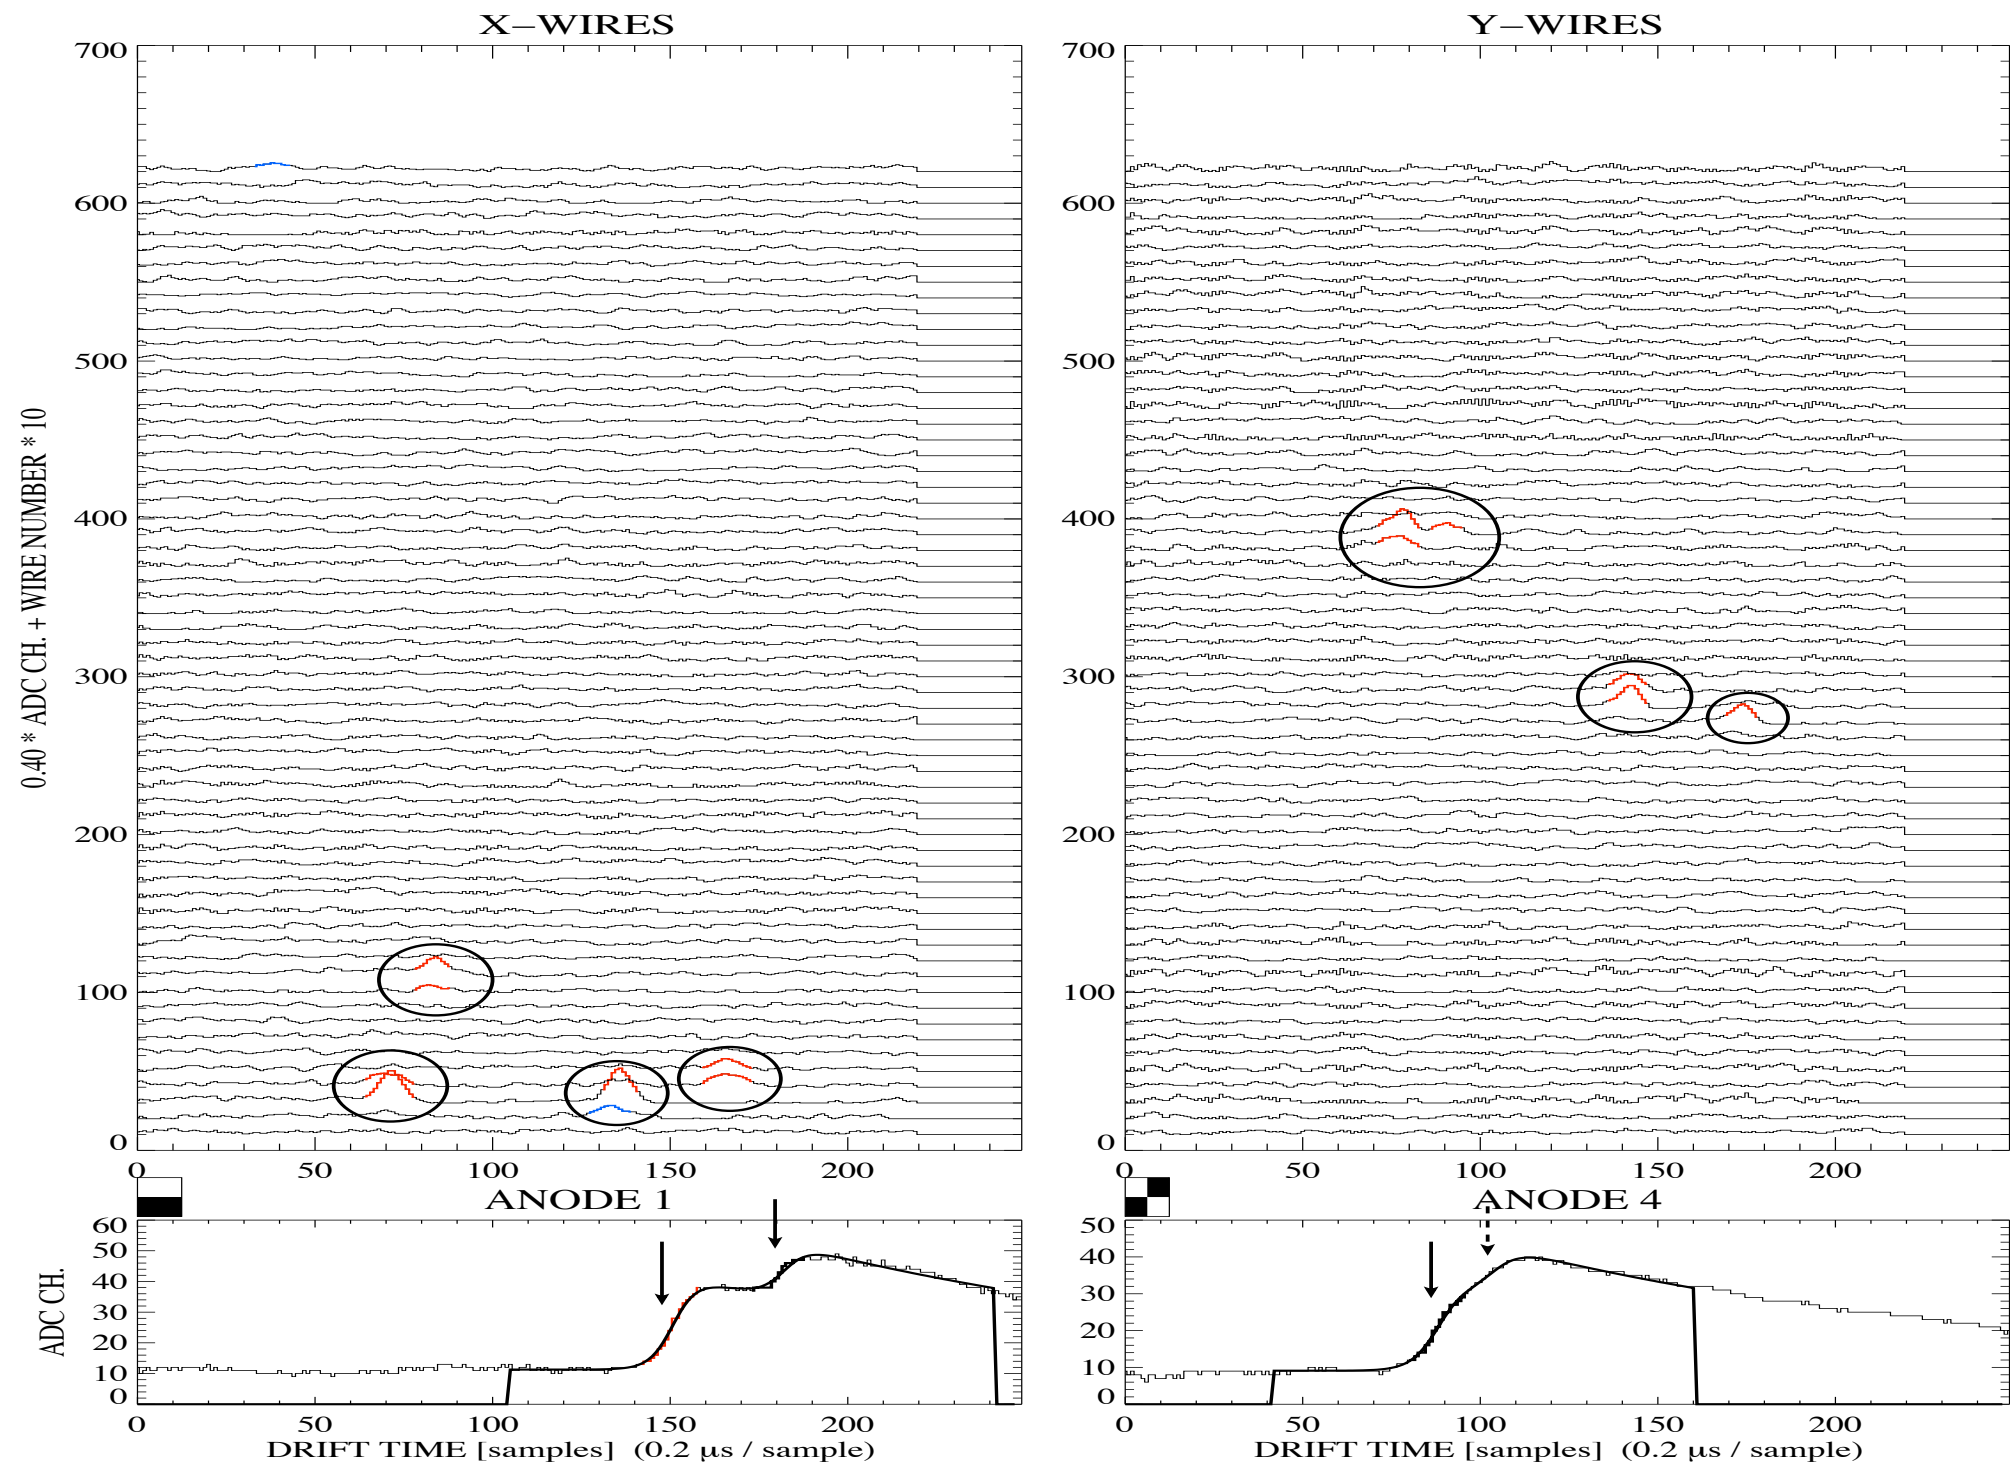 X−WIRES
Y−WIRES
700
600
500
400
300
200
100
0
0.40 * ADC CH. + WIRE NUMBER * 10
0 50 100 150 200
700
600
500
400
300
200
100
0
0 50 100 150 200
ANODE 1
60
50
40
30
20
10
0
ADC CH.
0 50 100 150 200
DRIFT TIME [samples] (0.2 μs / sample)
ANODE 4
50
40
30
20
10
0
0 50 100 150 200
DRIFT TIME [samples] (0.2 μs / sample)